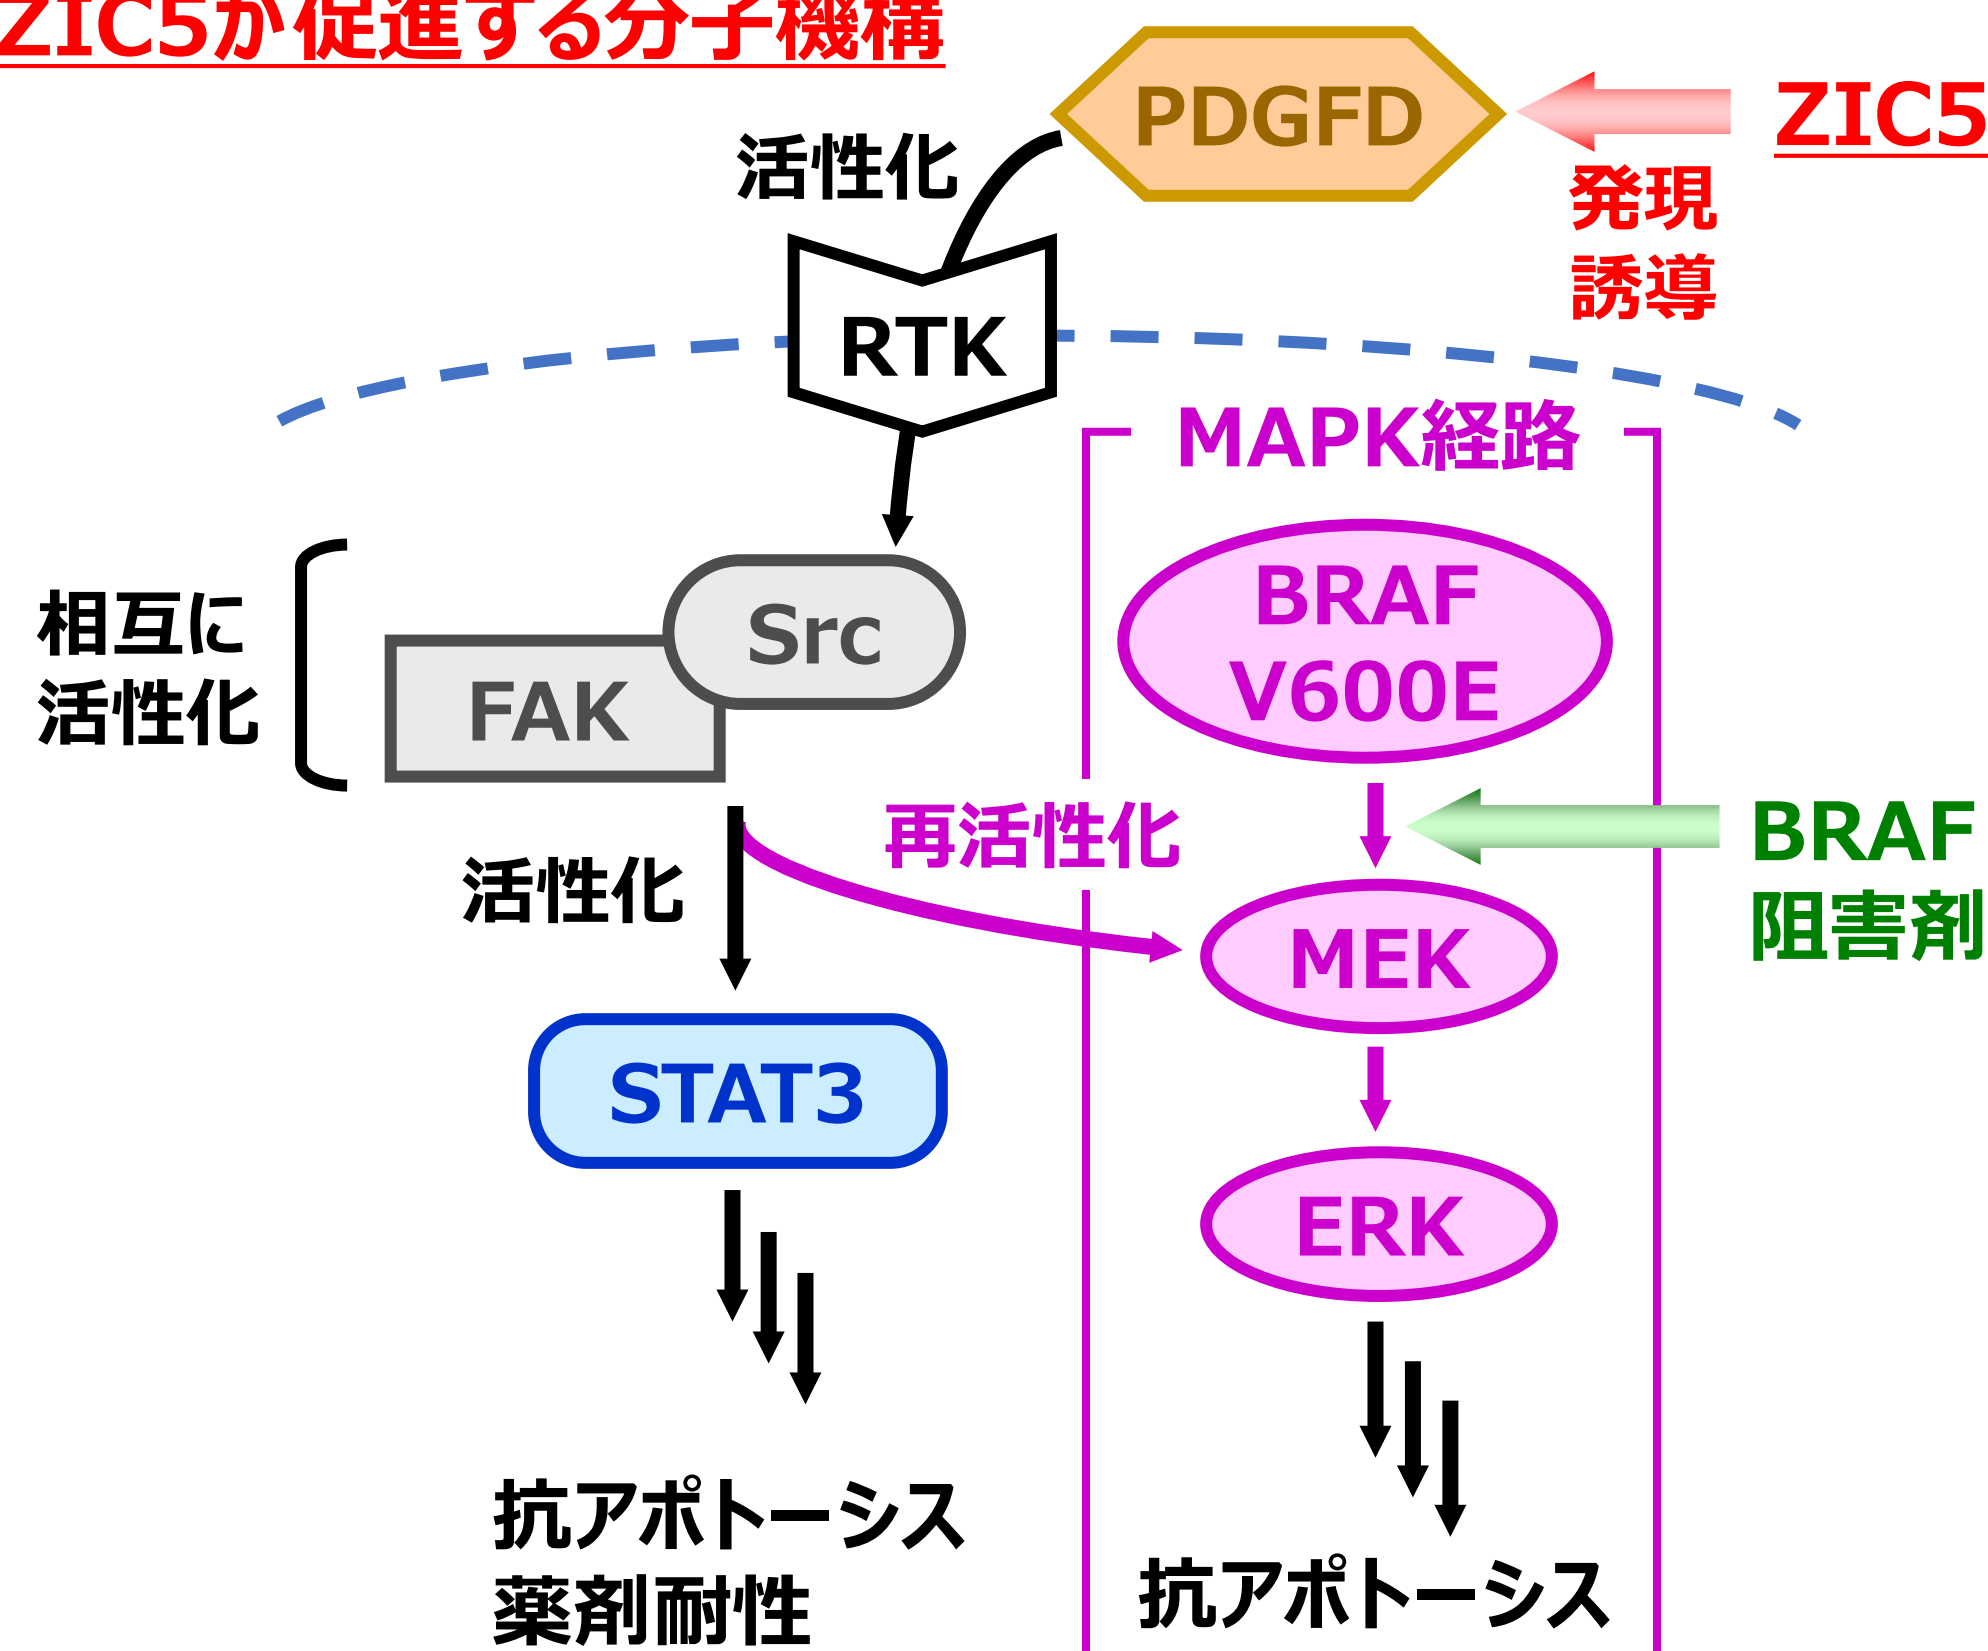 ZIC5が促進する分子機構
PDGFD
ZIC5
発現
誘導
活性化
RTK
MAPK経路
相互に
活性化
Src
FAK
BRAF
V600E
再活性化
BRAF
阻害剤
活性化
MEK
STAT3
ERK
抗アポトーシス
薬剤耐性
抗アポトーシス